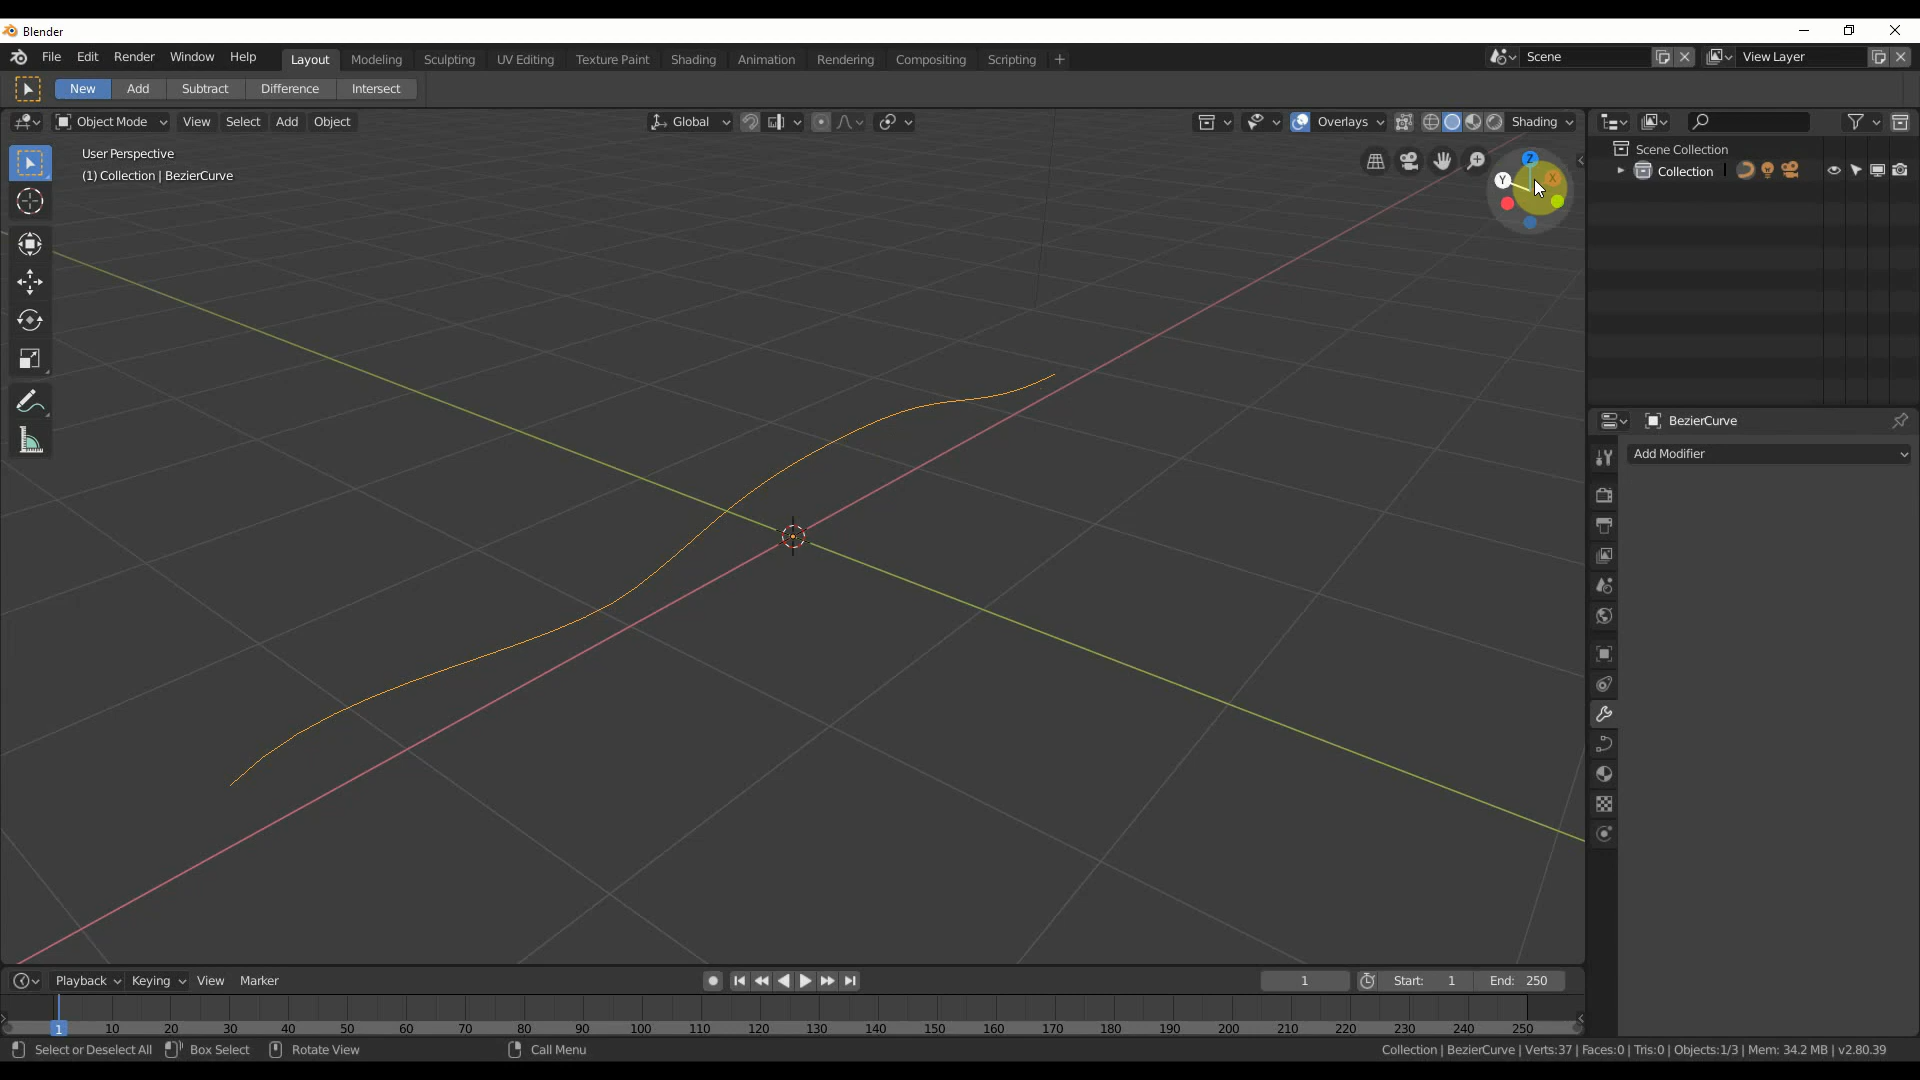 Blender
File Edit Render Window Help Layout Modeling Sculpting UV Editing Texture Paint Shading Animation Rendering Compositing Scripting + Scene View Layer
New Add Subtract Difference Intersect
Object Mode View Select Add Object Global Overlays Shading
User Perspective
(1) Collection | BezierCurve
Z
Y X
Scene Collection
Collection
BezierCurve
Add Modifier
Playback Keying View Marker 1 Start: 1 End: 250
1 10 20 30 40 50 60 70 80 90 100 110 120 130 140 150 160 170 180 190 200 210 220 230 240 250
Select or Deselect All Box Select Rotate View Call Menu Collection | BezierCurve | Verts:37 | Faces:0 | Tris:0 | Objects:1/3 | Mem: 34.2 MB | v2.80.39